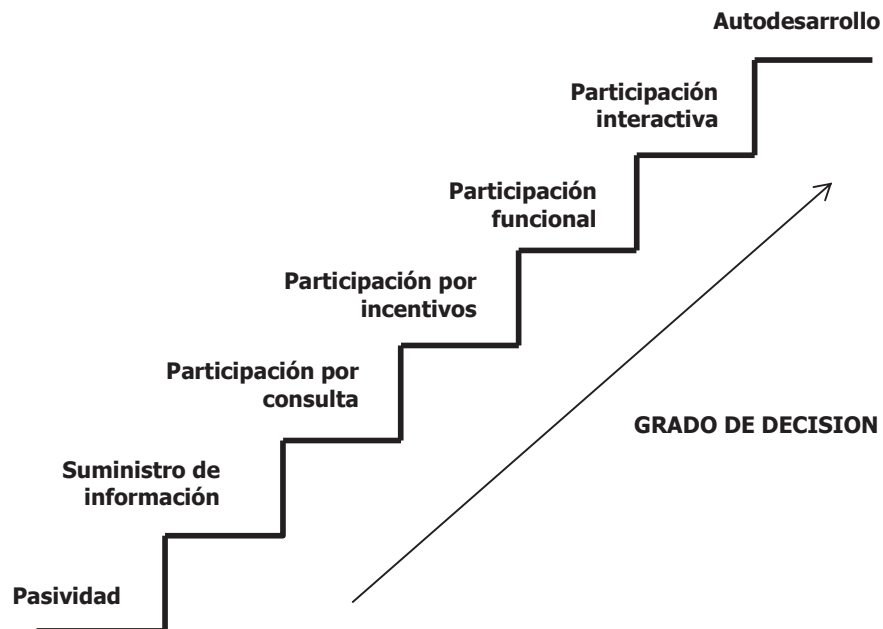 Autodesarrollo
Participación
interactiva
Participación
funcional
Participación por
incentivos
Participación por
consulta
GRADO DE DECISION
Suministro de
información
Pasividad